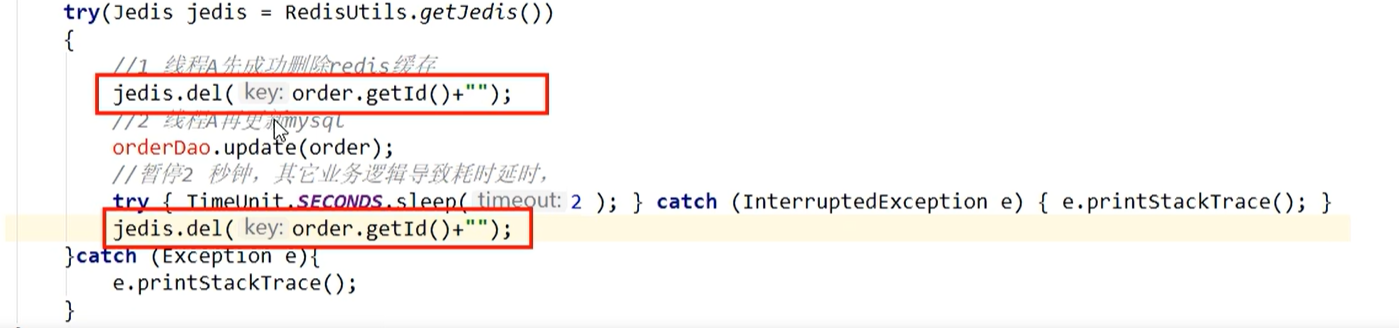 try(Jedis jedis = RedisUtils.getJedis())
{
//1 线程A先成功删除redis缓存
jedis.del( key: order.getId()+"");
//2 线程A再更新mysql
orderDao.update(order);
//暂停2 秒钟，其它业务逻辑导致耗时延时，
try { TimeUnit.SECONDS.sleep( timeout: 2 ); } catch (InterruptedException e) { e.printStackTrace(); }
jedis.del( key: order.getId()+"");
}catch (Exception e){
e.printStackTrace();
}